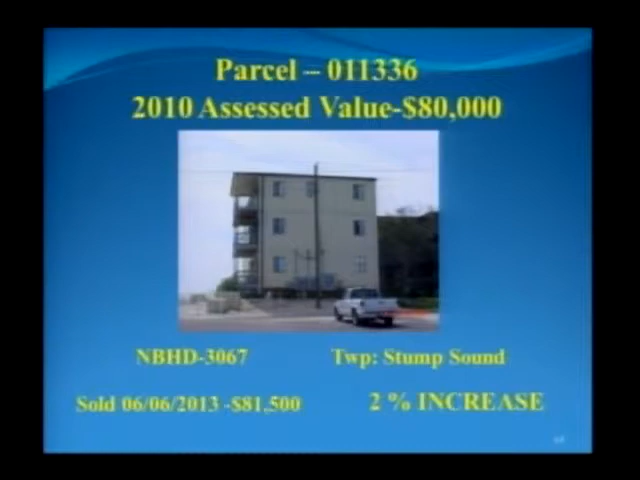 Parcel – 011336
2010 Assessed Value-$80,000
NBHD-3067
Twp: Stump Sound
Sold 06/06/2013 -$81,500
2 % INCREASE